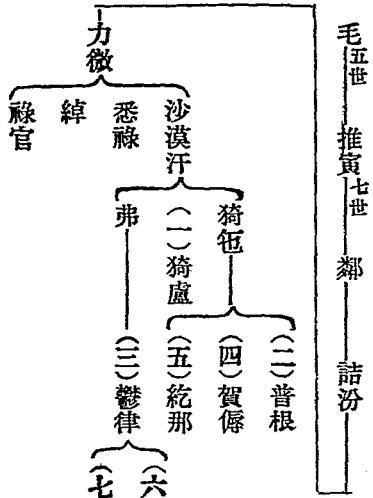 毛
五世
推寅
七世
鄰
詰汾
力微
沙漠汗
悉祿
綽
祿官
猗㐌
(一)猗盧
弗
(二)普根
(四)賀傉
(五)紇那
(三)鬱律
(六
(七